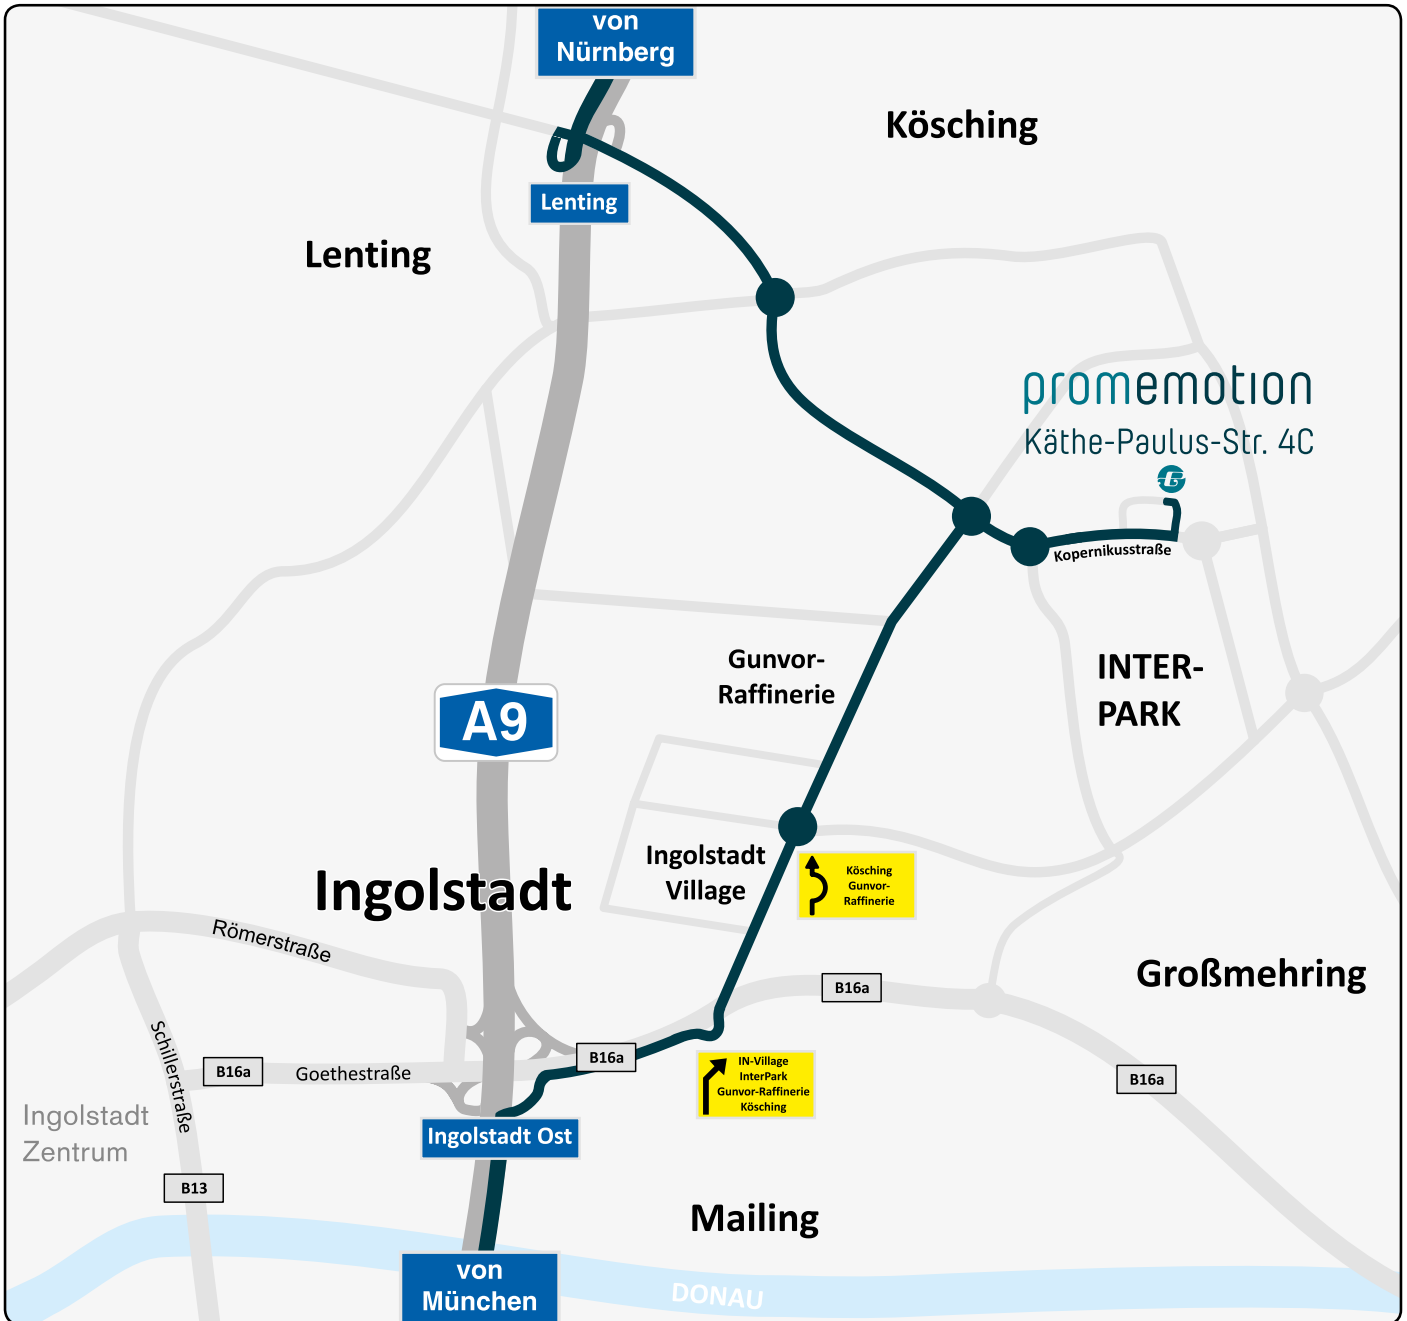 von
Nürnberg
Kösching
Lenting
Lenting
promemotion
Käthe-Paulus-Str. 4C
G
Kopernikusstraße
Gunvor-
Raffinerie
INTER-
PARK
A9
Ingolstadt
Village
Kösching
Gunvor-
Raffinerie
Ingolstadt
Römerstraße
Großmehring
B16a
Schillerstraße
B16a
Goethestraße
B16a
IN-Village
InterPark
Gunvor-Raffinerie
Kösching
B16a
Ingolstadt
Zentrum
Ingolstadt Ost
B13
Mailing
von
München
DONAU